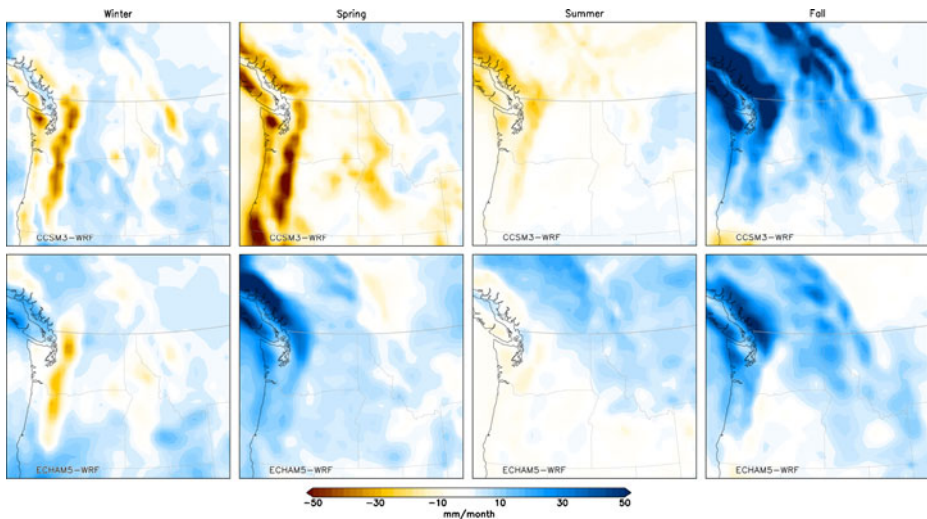 Winter Spring Summer Fall
CCSM3-WRF CCSM3-WRF CCSM3-WRF CCSM3-WRF
ECHAM5-WRF ECHAM5-WRF ECHAM5-WRF ECHAM5-WRF
-50 -30 -10 10 30 50
mm/month